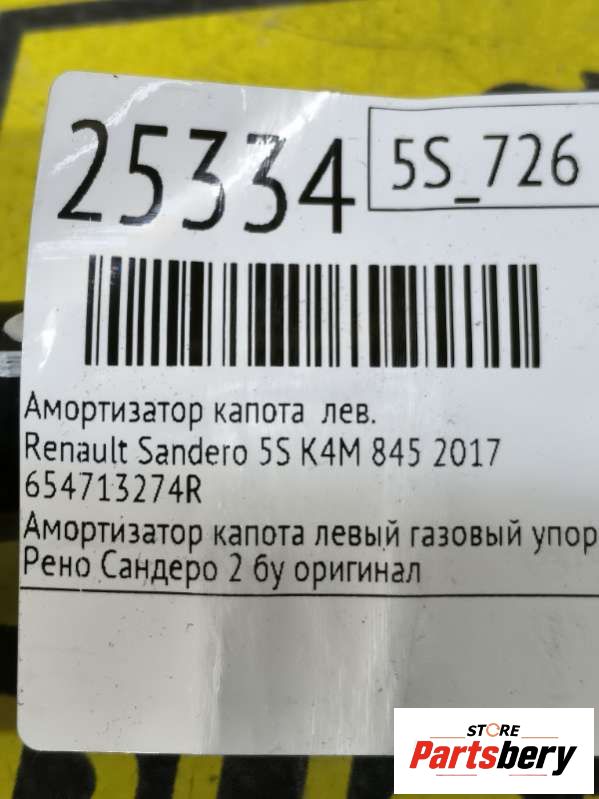 25334
5S_726
Амортизатор капота лев.
Renault Sandero 5S K4M 845 2017
654713274R
Амортизатор капота левый газовый упор
Рено Сандеро 2 бу оригинал
STORE
Partsbery